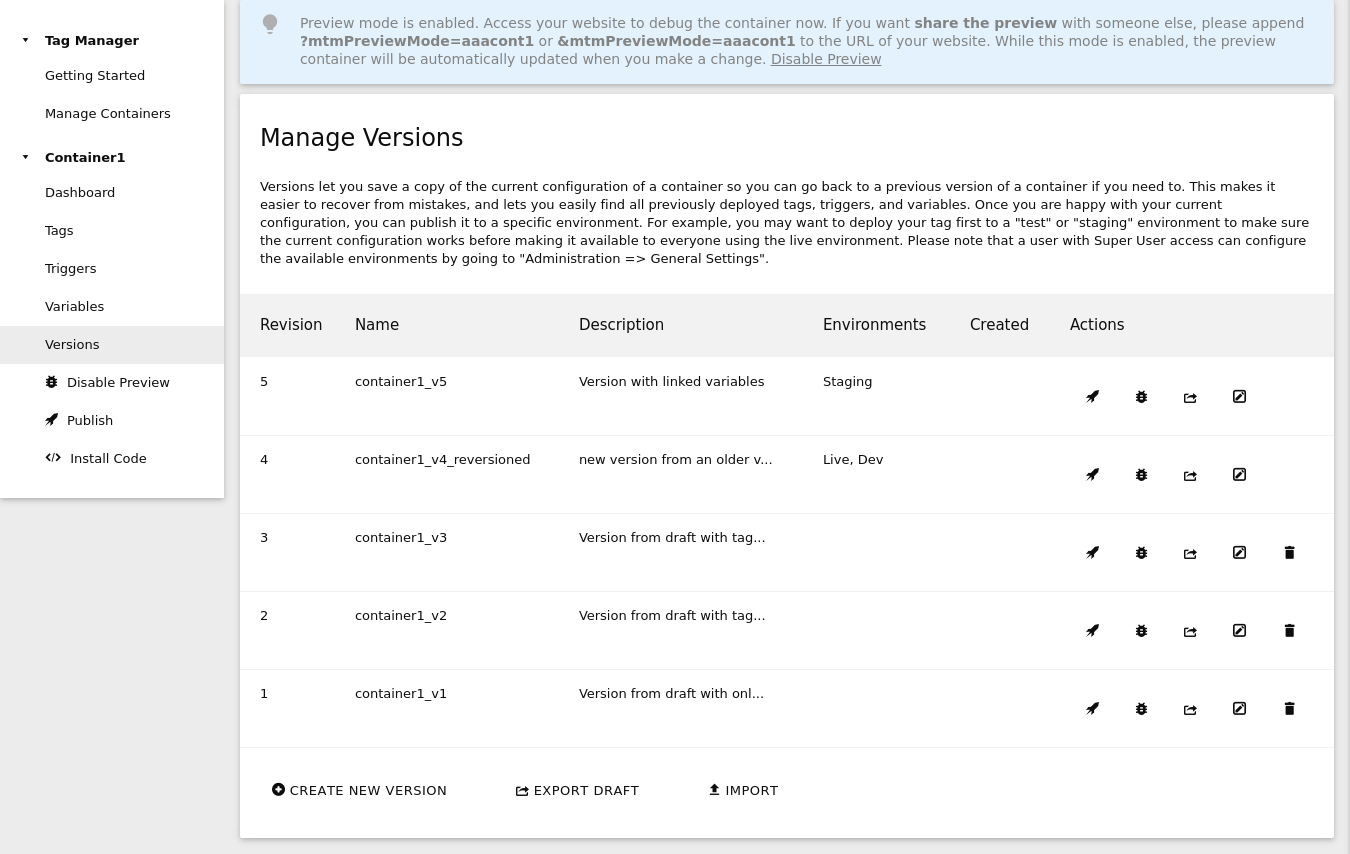 Tag Manager
Getting Started
Manage Containers
Container1
Dashboard
Tags
Triggers
Variables
Versions
Disable Preview
Publish
Install Code
Preview mode is enabled. Access your website to debug the container now. If you want share the preview with someone else, please append
?mtmPreviewMode=aaacont1 or &mtmPreviewMode=aaacont1 to the URL of your website. While this mode is enabled, the preview
container will be automatically updated when you make a change. Disable Preview
Manage Versions
Versions let you save a copy of the current configuration of a container so you can go back to a previous version of a container if you need to. This makes it
easier to recover from mistakes, and lets you easily find all previously deployed tags, triggers, and variables. Once you are happy with your current
configuration, you can publish it to a specific environment. For example, you may want to deploy your tag first to a "test" or "staging" environment to make sure
the current configuration works before making it available to everyone using the live environment. Please note that a user with Super User access can configure
the available environments by going to "Administration => General Settings".
Revision Name Description Environments Created Actions
5 container1_v5 Version with linked variables Staging
4 container1_v4_reversioned new version from an older v... Live, Dev
3 container1_v3 Version from draft with tag...
2 container1_v2 Version from draft with tag...
1 container1_v1 Version from draft with onl...
CREATE NEW VERSION EXPORT DRAFT IMPORT